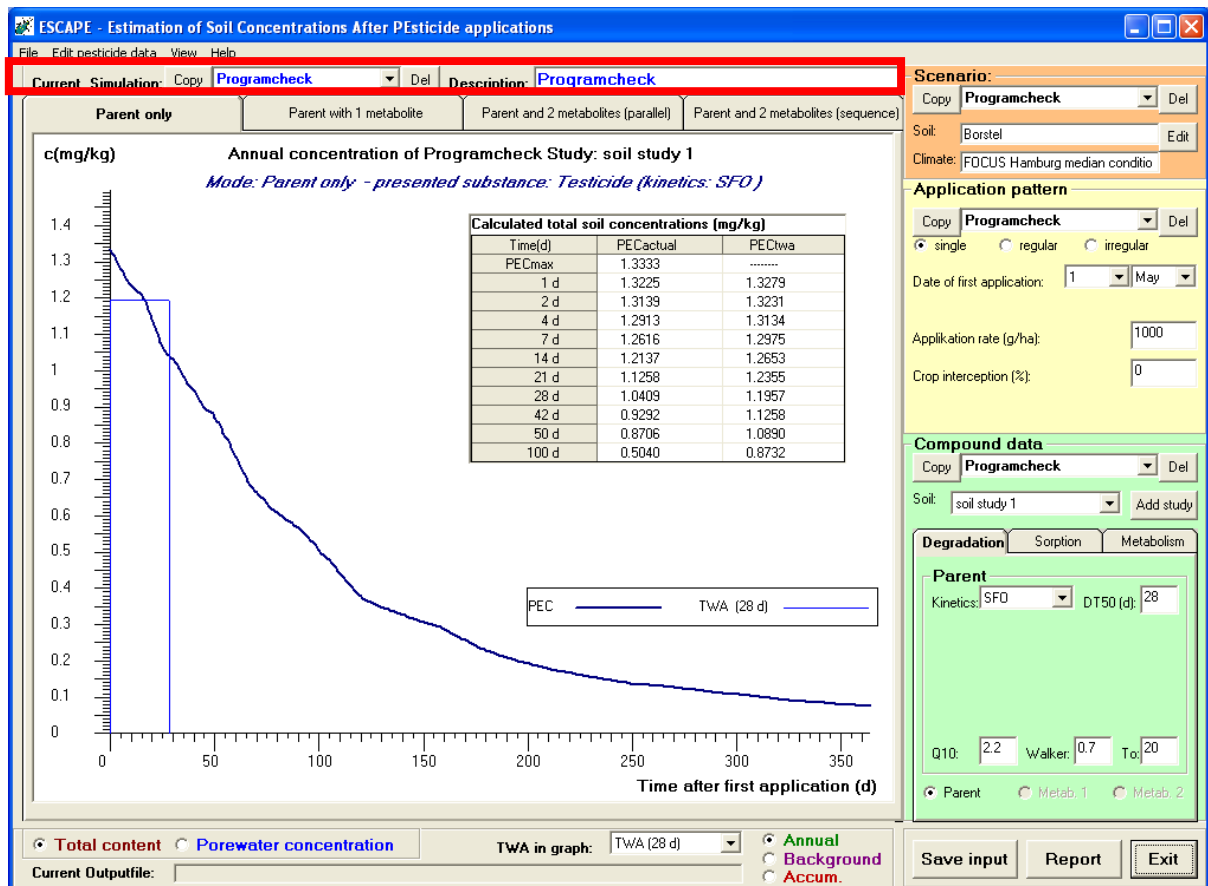 ESCAPE - Estimation of Soil Concentrations After PEsticide applications
File Edit pesticide data View Help
Current Simulation: Copy Programcheck Del Description: Programcheck
Parent only Parent with 1 metabolite Parent and 2 metabolites (parallel) Parent and 2 metabolites (sequence)
c(mg/kg) Annual concentration of Programcheck Study: soil study 1
Mode: Parent only - presented substance: Testicide (kinetics: SFO)
Calculated total soil concentrations (mg/kg)
Time(d) PECactual PECtwa
PECmax 1.3333 --------
1 d 1.3225 1.3279
2 d 1.3139 1.3231
4 d 1.2913 1.3134
7 d 1.2616 1.2975
14 d 1.2137 1.2653
21 d 1.1258 1.2355
28 d 1.0409 1.1957
42 d 0.9292 1.1258
50 d 0.8706 1.0890
100 d 0.5040 0.8732
1.4
1.3
1.2
1.1
1
0.9
0.8
0.7
0.6
0.5
0.4
0.3
0.2
0.1
0
PEC TWA (28 d)
0 50 100 150 200 250 300 350
Time after first application (d)
Scenario:
Copy Programcheck Del
Soil: Borstel Edit
Climate: FOCUS Hamburg median conditio
Application pattern
Copy Programcheck Del
single regular irregular
Date of first application: 1 May
Applikation rate (g/ha): 1000
Crop interception (%): 0
Compound data
Copy Programcheck Del
Soil: soil study 1 Add study
Degradation Sorption Metabolism
Parent
Kinetics: SFO DT50 (d): 28
Q10: 2.2 Walker: 0.7 To: 20
Parent Metab. 1 Metab. 2
Total content Porewater concentration TWA in graph: TWA (28 d) Annual
Background
Accum.
Current Outputfile:
Save input Report Exit